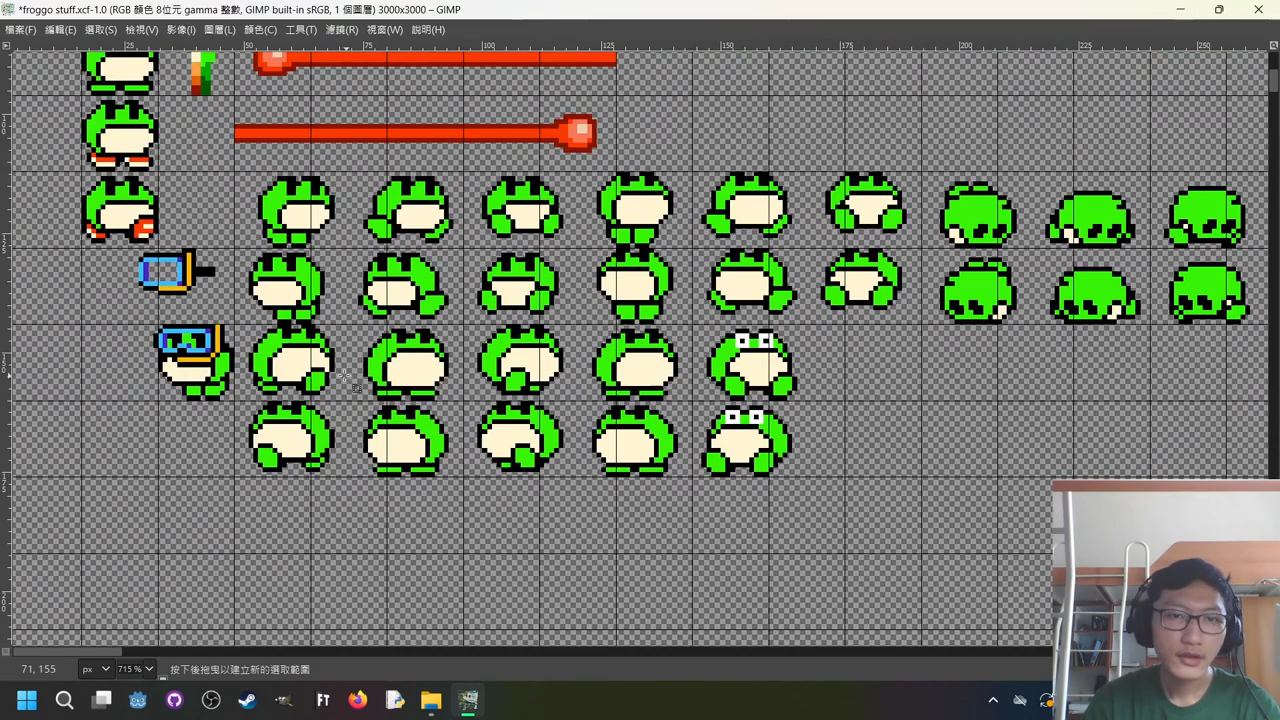 *froggo stuff.xcf-1.0 (RGB 顏色 8位元 gamma 整數, GIMP built-in sRGB, 1 個圖層) 3000x3000 – GIMP
檔案(F) 編輯(E) 選取(S) 檢視(V) 影像(I) 圖層(L) 顏色(C) 工具(T) 濾鏡(R) 視窗(W) 說明(H)
25 50 75 100 125 150 175 200 225 250
71, 155 px 715 % 按下後拖曳以建立新的選取範圍
FT